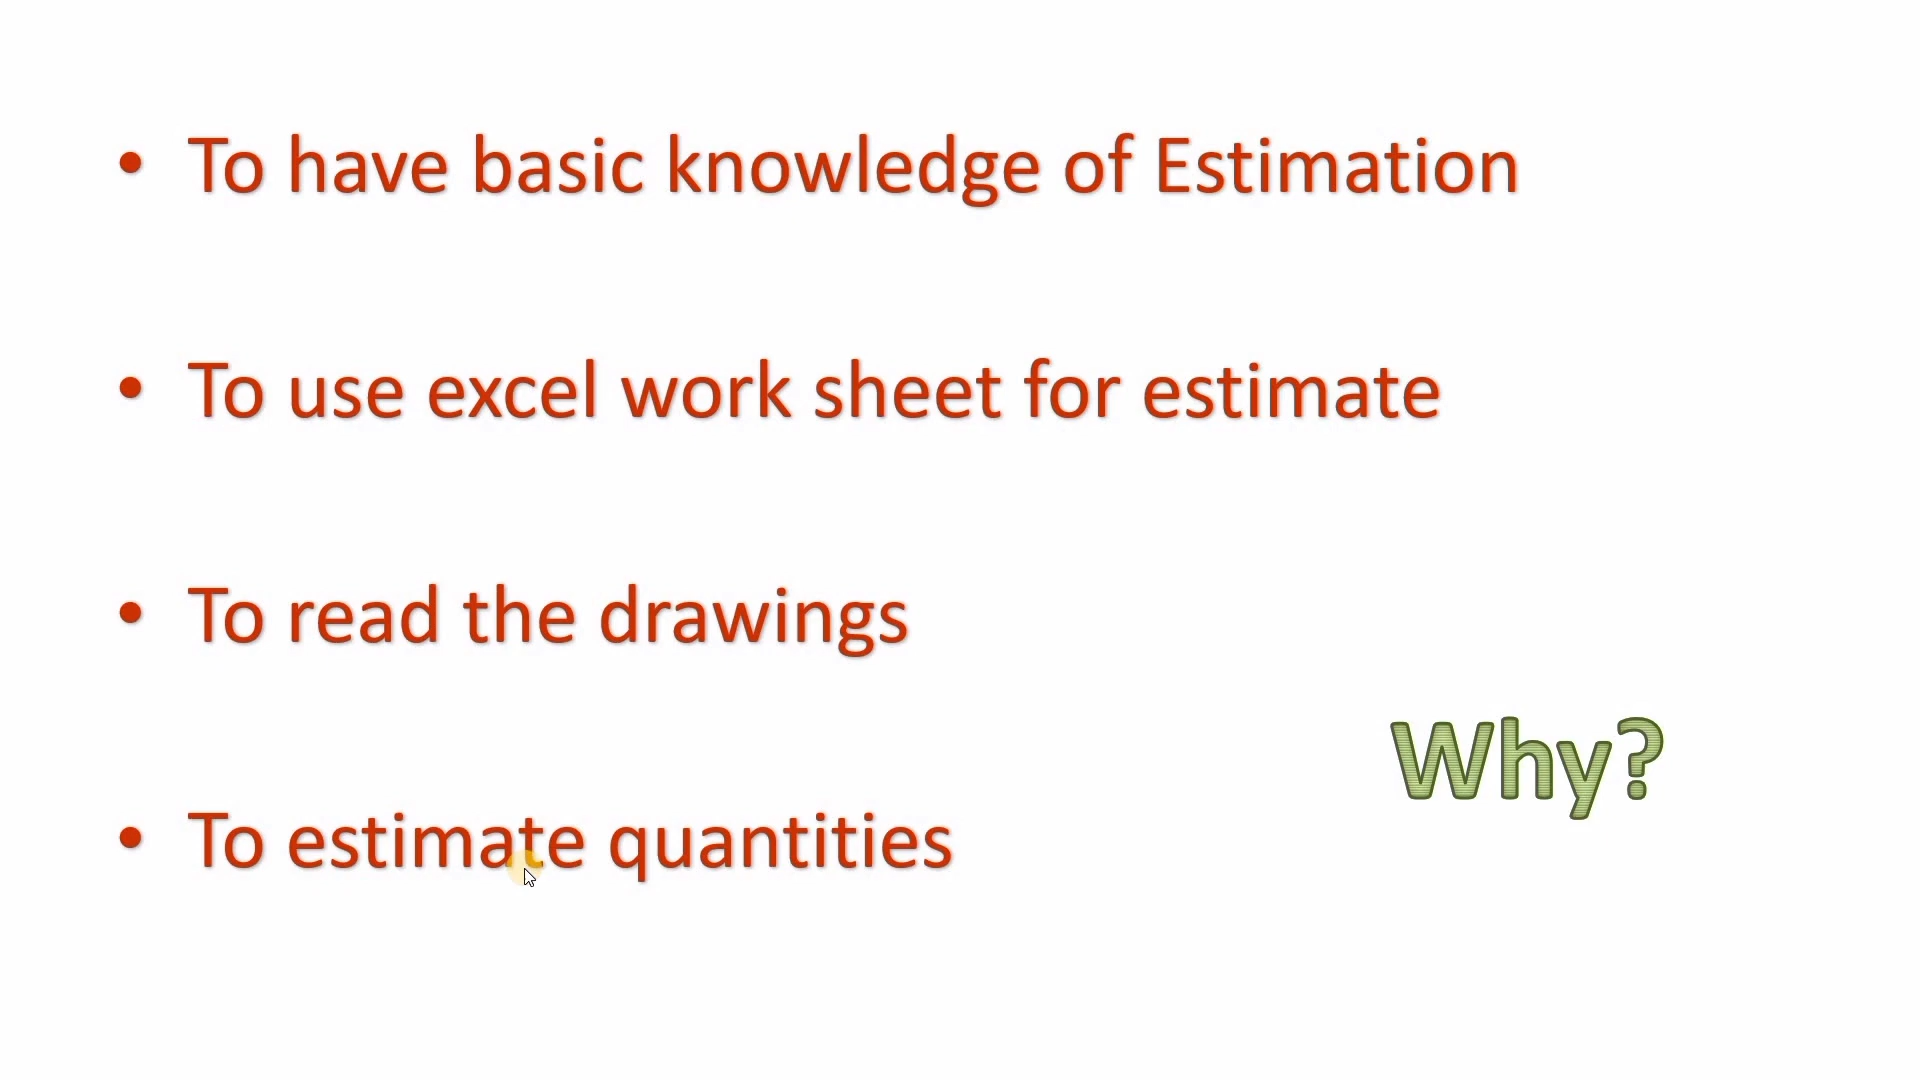 • To have basic knowledge of Estimation
• To use excel work sheet for estimate
• To read the drawings
Why?
• To estimate quantities